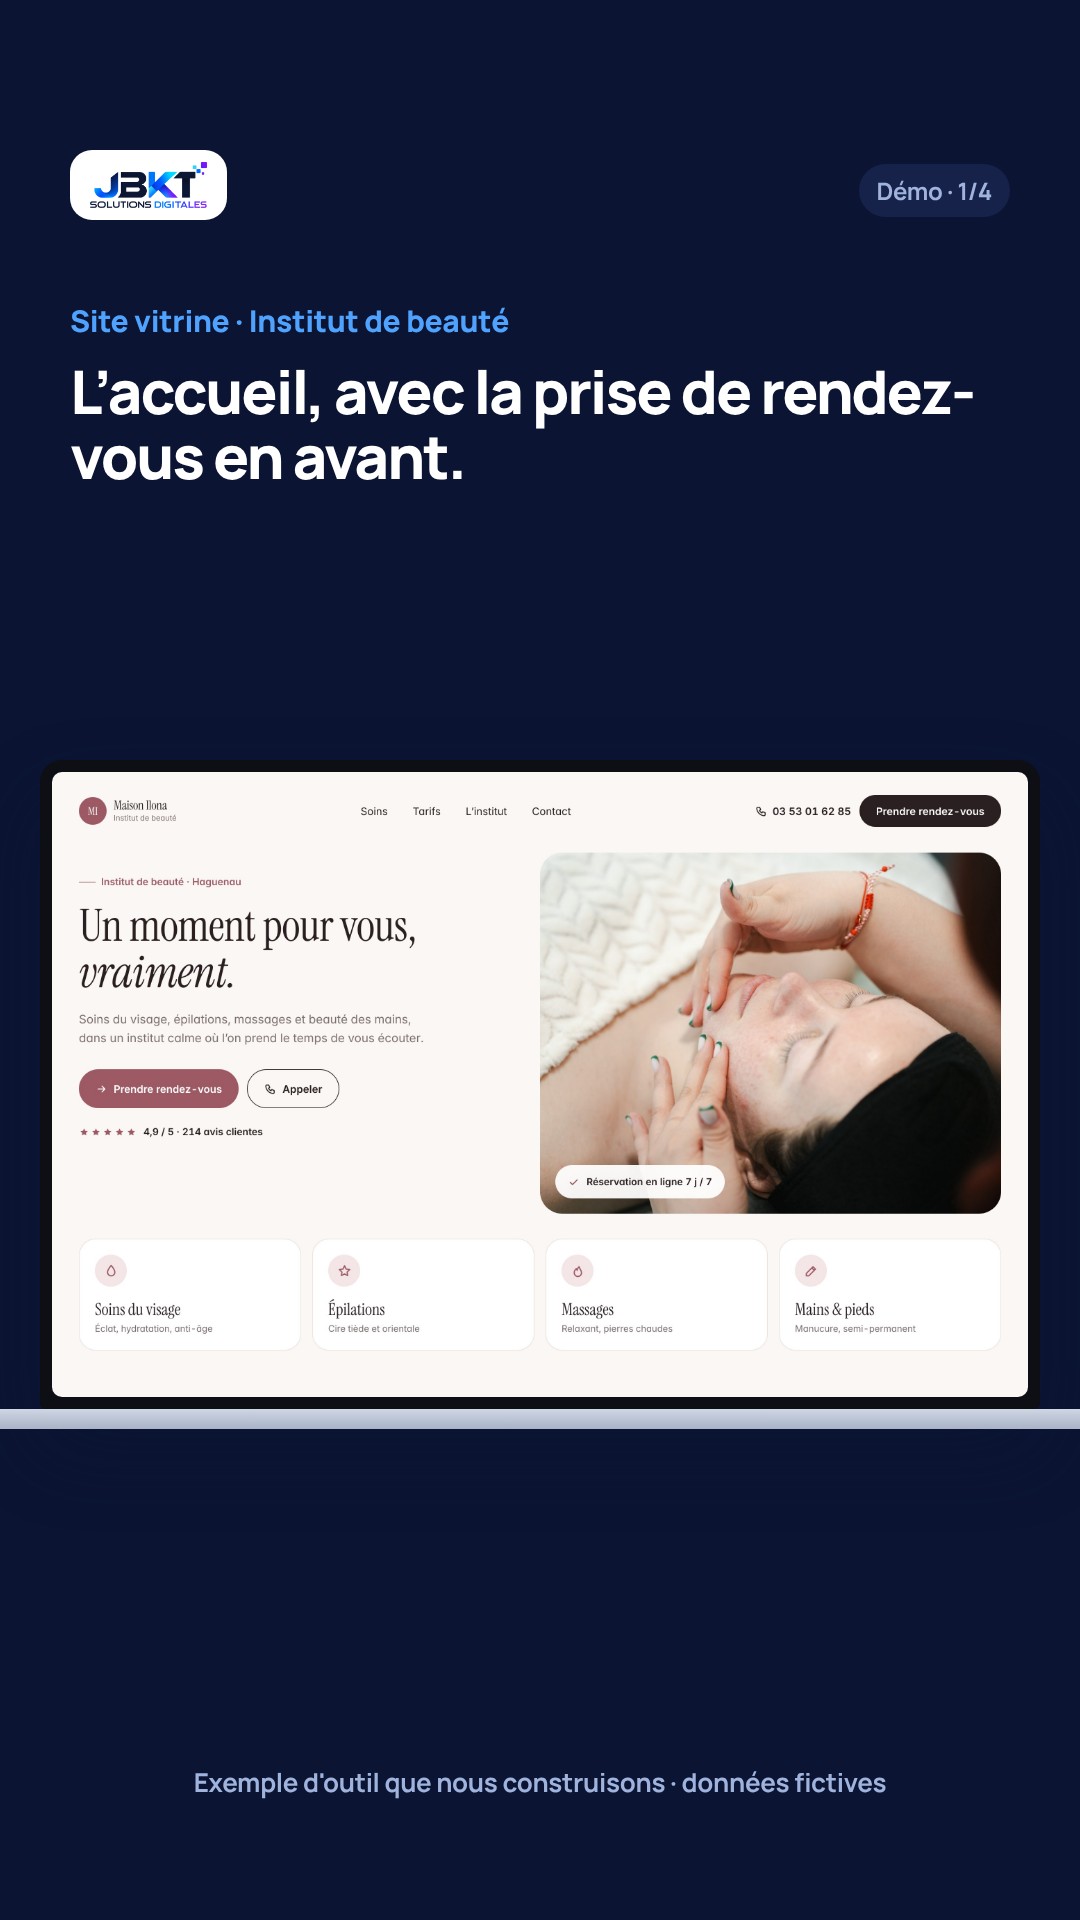 JBKT
SOLUTIONS DIGITALES
Démo · 1/4
Site vitrine · Institut de beauté
L’accueil, avec la prise de rendez-
vous en avant.
MI
Maison Ilona
Institut de beauté
Soins
Tarifs
L’institut
Contact
03 53 01 62 85
Prendre rendez-vous
Institut de beauté · Haguenau
Un moment pour vous,
vraiment.
Soins du visage, épilations, massages et beauté des mains,
dans un institut calme où l’on prend le temps de vous écouter.
Prendre rendez-vous
Appeler
4,9 / 5 · 214 avis clientes
Réservation en ligne 7 j / 7
Soins du visage
Éclat, hydratation, anti-âge
Épilations
Cire tiède et orientale
Massages
Relaxant, pierres chaudes
Mains & pieds
Manucure, semi-permanent
Exemple d'outil que nous construisons · données fictives